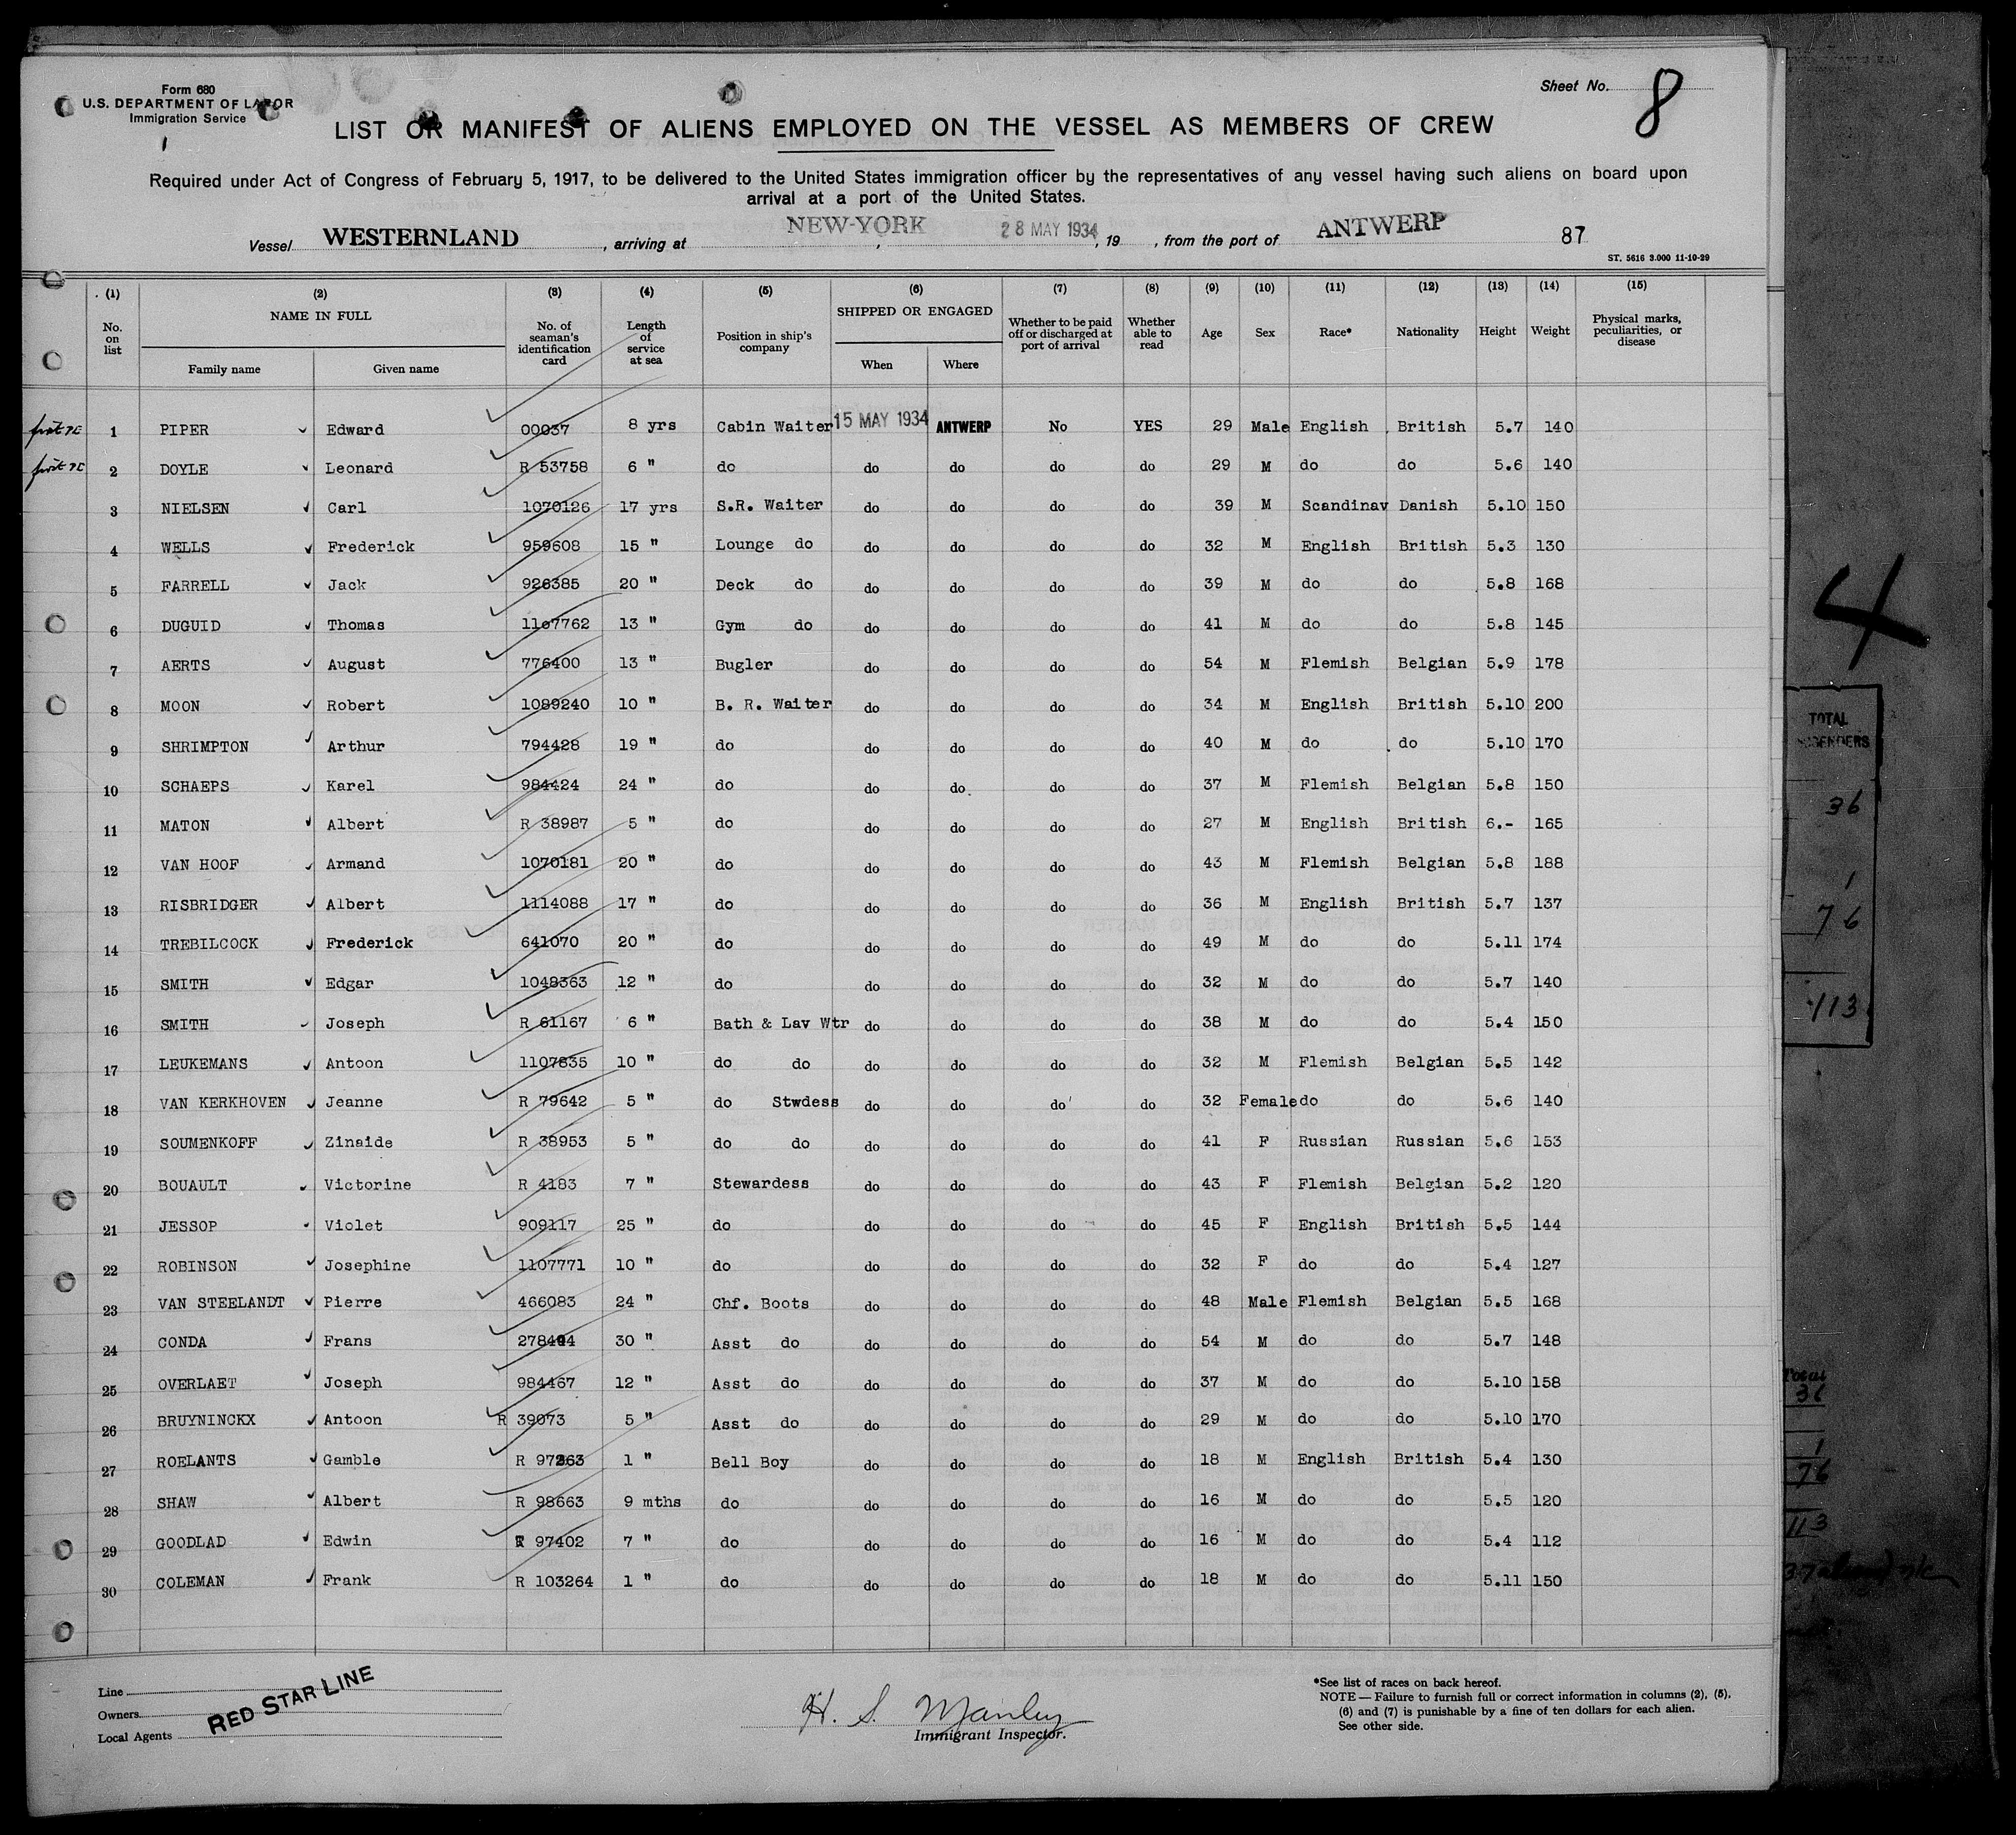 Form 680
U.S. DEPARTMENT OF LABOR
Immigration Service
Sheet No. 8
LIST OR MANIFEST OF ALIENS EMPLOYED ON THE VESSEL AS MEMBERS OF CREW
Required under Act of Congress of February 5, 1917, to be delivered to the United States immigration officer by the representatives of any vessel having such aliens on board upon
arrival at a port of the United States.
Vessel WESTERNLAND, arriving at NEW-YORK, 28 MAY 1934, 19 , from the port of ANTWERP 87
ST. 5616 3.000 11-10-29
(1) (2) (3) (4) (5) (6) (7) (8) (9) (10) (11) (12) (13) (14) (15)
No. on list NAME IN FULL Family name Given name No. of seaman's identification card Length of service at sea Position in ship's company SHIPPED OR ENGAGED When Where Whether to be paid off or discharged at port of arrival Whether able to read Age Sex Race* Nationality Height Weight Physical marks, peculiarities, or disease
1 PIPER Edward 00037 8 yrs Cabin Waiter 15 MAY 1934 ANTWERP No YES 29 Male English British 5.7 140
2 DOYLE Leonard R 53758 6 " do do do do do 29 M do do 5.6 140
3 NIELSEN Carl 1070126 17 yrs S.R. Waiter do do do do 39 M Scandinav Danish 5.10 150
4 WELLS Frederick 959608 15 " Lounge do do do do do 32 M English British 5.3 130
5 FARRELL Jack 926385 20 " Deck do do do do do 39 M do do 5.8 168
6 DUGUID Thomas 1107762 13 " Gym do do do do do 41 M do do 5.8 145
7 AERTS August 776400 13 " Bugler do do do do 54 M Flemish Belgian 5.9 178
8 MOON Robert 1089240 10 " B. R. Waiter do do do do 34 M English British 5.10 200
9 SHRIMPTON Arthur 794428 19 " do do do do do 40 M do do 5.10 170
10 SCHAEPS Karel 984424 24 " do do do do do 37 M Flemish Belgian 5.8 150
11 MATON Albert R 38987 5 " do do do do do 27 M English British 6.- 165
12 VAN HOOF Armand 1070181 20 " do do do do do 43 M Flemish Belgian 5.8 188
13 RISBRIDGER Albert 1114088 17 " do do do do do 36 M English British 5.7 137
14 TREBILCOCK Frederick 641070 20 " do do do do do 49 M do do 5.11 174
15 SMITH Edgar 1048363 12 " do do do do do 32 M do do 5.7 140
16 SMITH Joseph R 61167 6 " Bath & Lav Wtr do do do do 38 M do do 5.4 150
17 LEUKEMANS Antoon 1107835 10 " do do do do do do 32 M Flemish Belgian 5.5 142
18 VAN KERKHOVEN Jeanne R 79642 5 " do Stwdess do do do do 32 Female do do 5.6 140
19 SOUMENKOFF Zinaide R 38953 5 " do do do do do do 41 F Russian Russian 5.6 153
20 BOUAULT Victorine R 4183 7 " Stewardess do do do do 43 F Flemish Belgian 5.2 120
21 JESSOP Violet 909117 25 " do do do do do 45 F English British 5.5 144
22 ROBINSON Josephine 1107771 10 " do do do do do 32 F do do 5.4 127
23 VAN STEELANDT Pierre 466083 24 " Chf. Boots do do do do 48 Male Flemish Belgian 5.5 168
24 CONDA Frans 30 " Asst do do do do do 54 M do do 5.7 148
25 OVERLAET Joseph 984467 12 " Asst do do do do do 37 M do do 5.10 158
26 BRUYNINCKX Antoon R 39073 5 " Asst do do do do do 29 M do do 5.10 170
27 ROELANTS Gamble R 97263 1 " Bell Boy do do do do 18 M English British 5.4 130
28 SHAW Albert R 98663 9 mths do do do do do 16 M do do 5.5 120
29 GOODLAD Edwin R 97402 7 " do do do do do 16 M do do 5.4 112
30 COLEMAN Frank R 103264 1 " do do do do do 18 M do do 5.11 150
Line
Owners
Local Agents
RED STAR LINE
H. S. Manley
Immigrant Inspector.
*See list of races on back hereof.
NOTE — Failure to furnish full or correct information in columns (2), (5),
(6) and (7) is punishable by a fine of ten dollars for each alien.
See other side.
4
TOTAL
36
1
76
113
Total
36
1
76
113